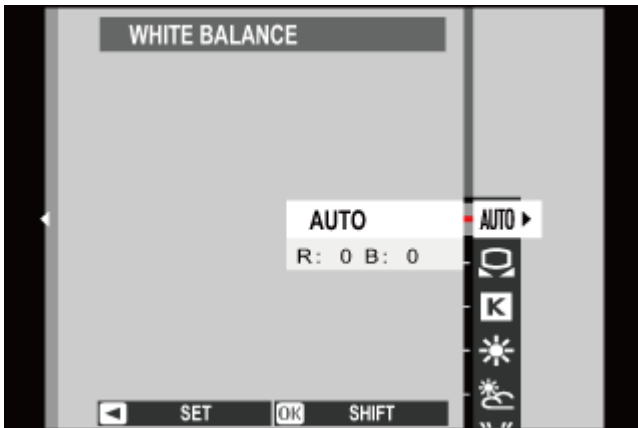 WHITE BALANCE
AUTO AUTO
R: 0 B: 0
K
SET OK SHIFT